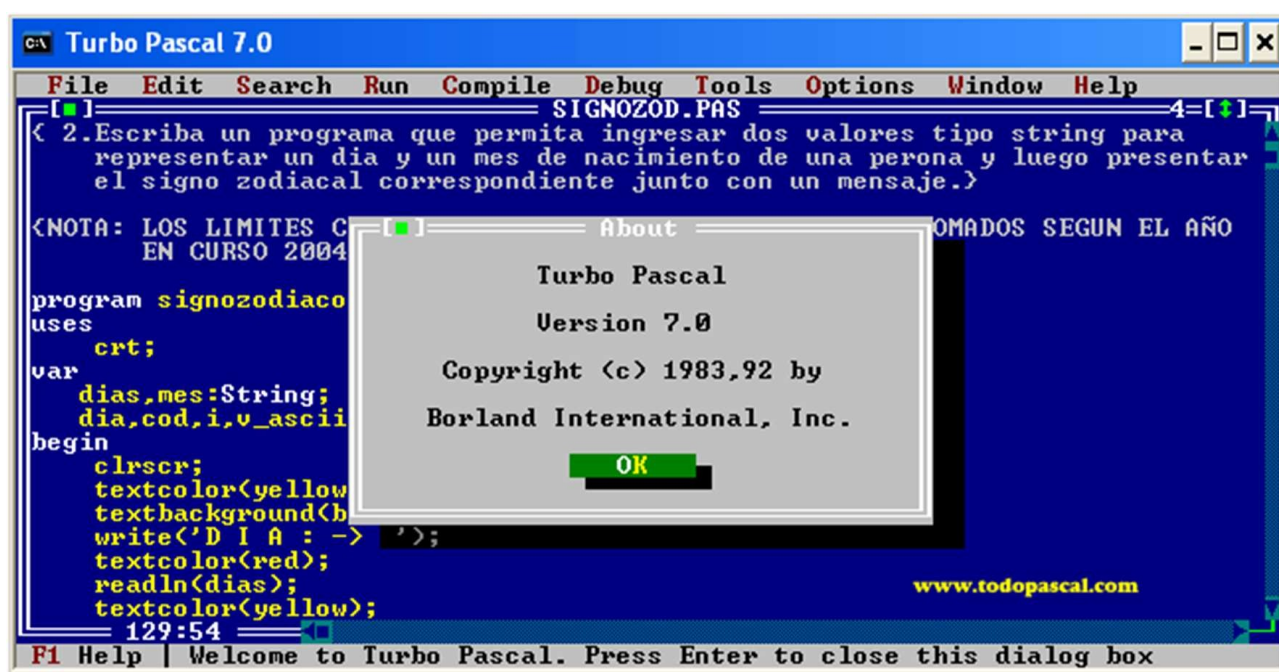 Turbo Pascal 7.0
File Edit Search Run Compile Debug Tools Options Window Help
SIGNOZOD.PAS 4
{ 2.Escriba un programa que permita ingresar dos valores tipo string para
representar un dia y un mes de nacimiento de una perona y luego presentar
el signo zodiacal correspondiente junto con un mensaje.}
{NOTA: LOS LIMITES C OMADOS SEGUN EL AÑO
EN CURSO 2004
program signozodiaco
uses
crt;
var
dias,mes:String;
dia,cod,i,v_ascii
begin
clrscr;
textcolor(yellow
textbackground(b
write('D I A : -> ');
textcolor(red);
readln(dias);
textcolor(yellow);
129:54
About
Turbo Pascal
Version 7.0
Copyright (c) 1983,92 by
Borland International, Inc.
OK
www.todopascal.com
F1 Help | Welcome to Turbo Pascal. Press Enter to close this dialog box